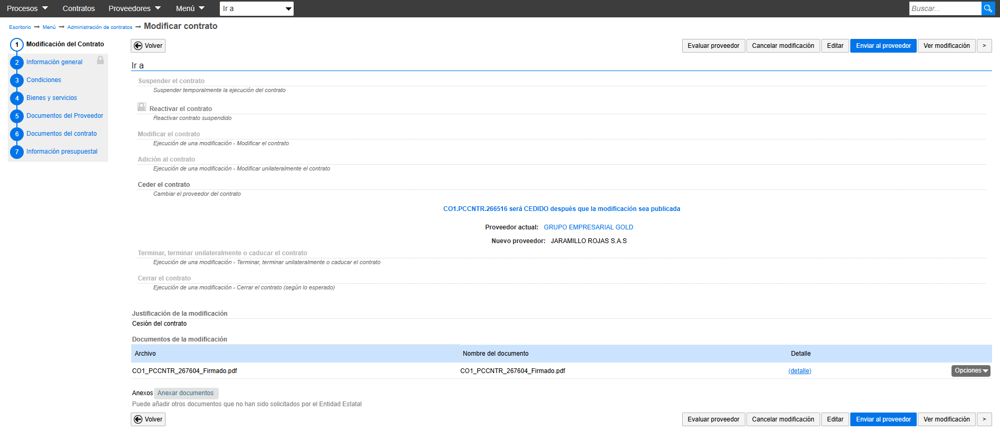 Procesos
Contratos
Proveedores
Menú
Ir a
Buscar...
Escritorio → Menú → Administración de contratos → Modificar contrato
1 Modificación del Contrato
2 Información general
3 Condiciones
4 Bienes y servicios
5 Documentos del Proveedor
6 Documentos del contrato
7 Información presupuestal
Volver
Evaluar proveedor
Cancelar modificación
Editar
Enviar al proveedor
Ver modificación
>
Ir a
Suspender el contrato
Suspender temporalmente la ejecución del contrato
Reactivar el contrato
Reactivar contrato suspendido
Modificar el contrato
Ejecución de una modificación - Modificar el contrato
Adición al contrato
Ejecución de una modificación - Modificar unilateralmente el contrato
Ceder el contrato
Cambiar el proveedor del contrato
CO1.PCCNTR.266516 será CEDIDO después que la modificación sea publicada
Proveedor actual: GRUPO EMPRESARIAL GOLD
Nuevo proveedor: JARAMILLO ROJAS S.A.S
Terminar, terminar unilateralmente o caducar el contrato
Ejecución de una modificación - Terminar, terminar unilateralmente o caducar el contrato
Cerrar el contrato
Ejecución de una modificación - Cerrar el contrato (según lo esperado)
Justificación de la modificación
Cesión del contrato
Documentos de la modificación
Archivo Nombre del documento Detalle
CO1_PCCNTR_267604_Firmado.pdf CO1_PCCNTR_267604_Firmado.pdf (detalle) Opciones
Anexos Anexar documentos
Puede añadir otros documentos que no han sido solicitados por el Entidad Estatal
Volver
Evaluar proveedor
Cancelar modificación
Editar
Enviar al proveedor
Ver modificación
>